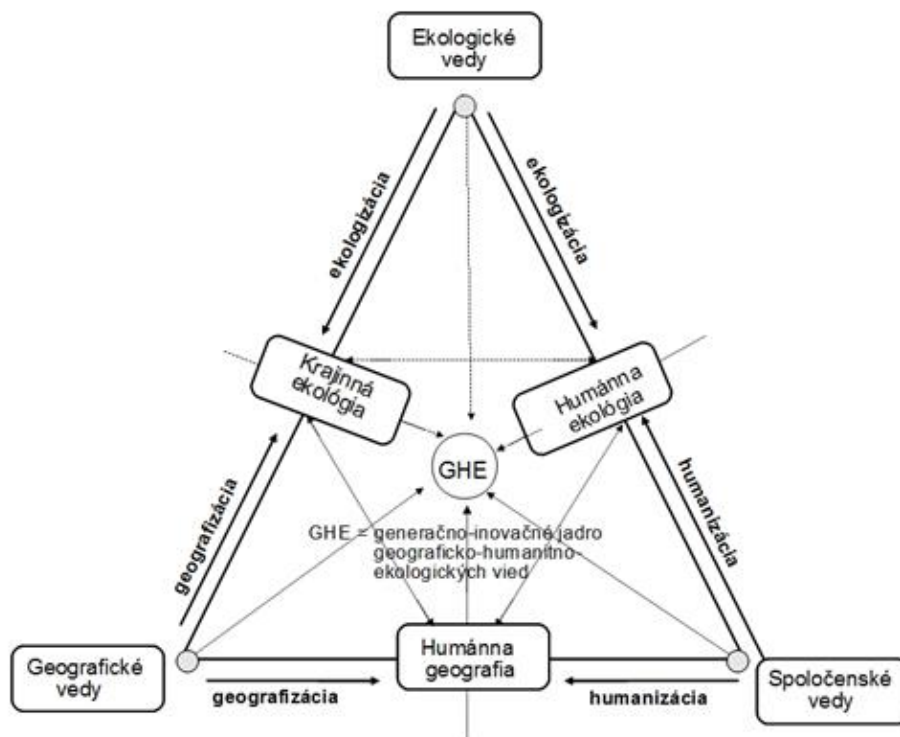 Ekologické
vedy
ekologizácia
ekologizácia
Krajinná
ekológia
Humánna
ekológia
GHE
geografizácia
humanizácia
GHE = generačno-inovačné jadro
geograficko-humanitno-
ekologických vied
Geografické
vedy
Humánna
geografia
Spoločenské
vedy
geografizácia
humanizácia